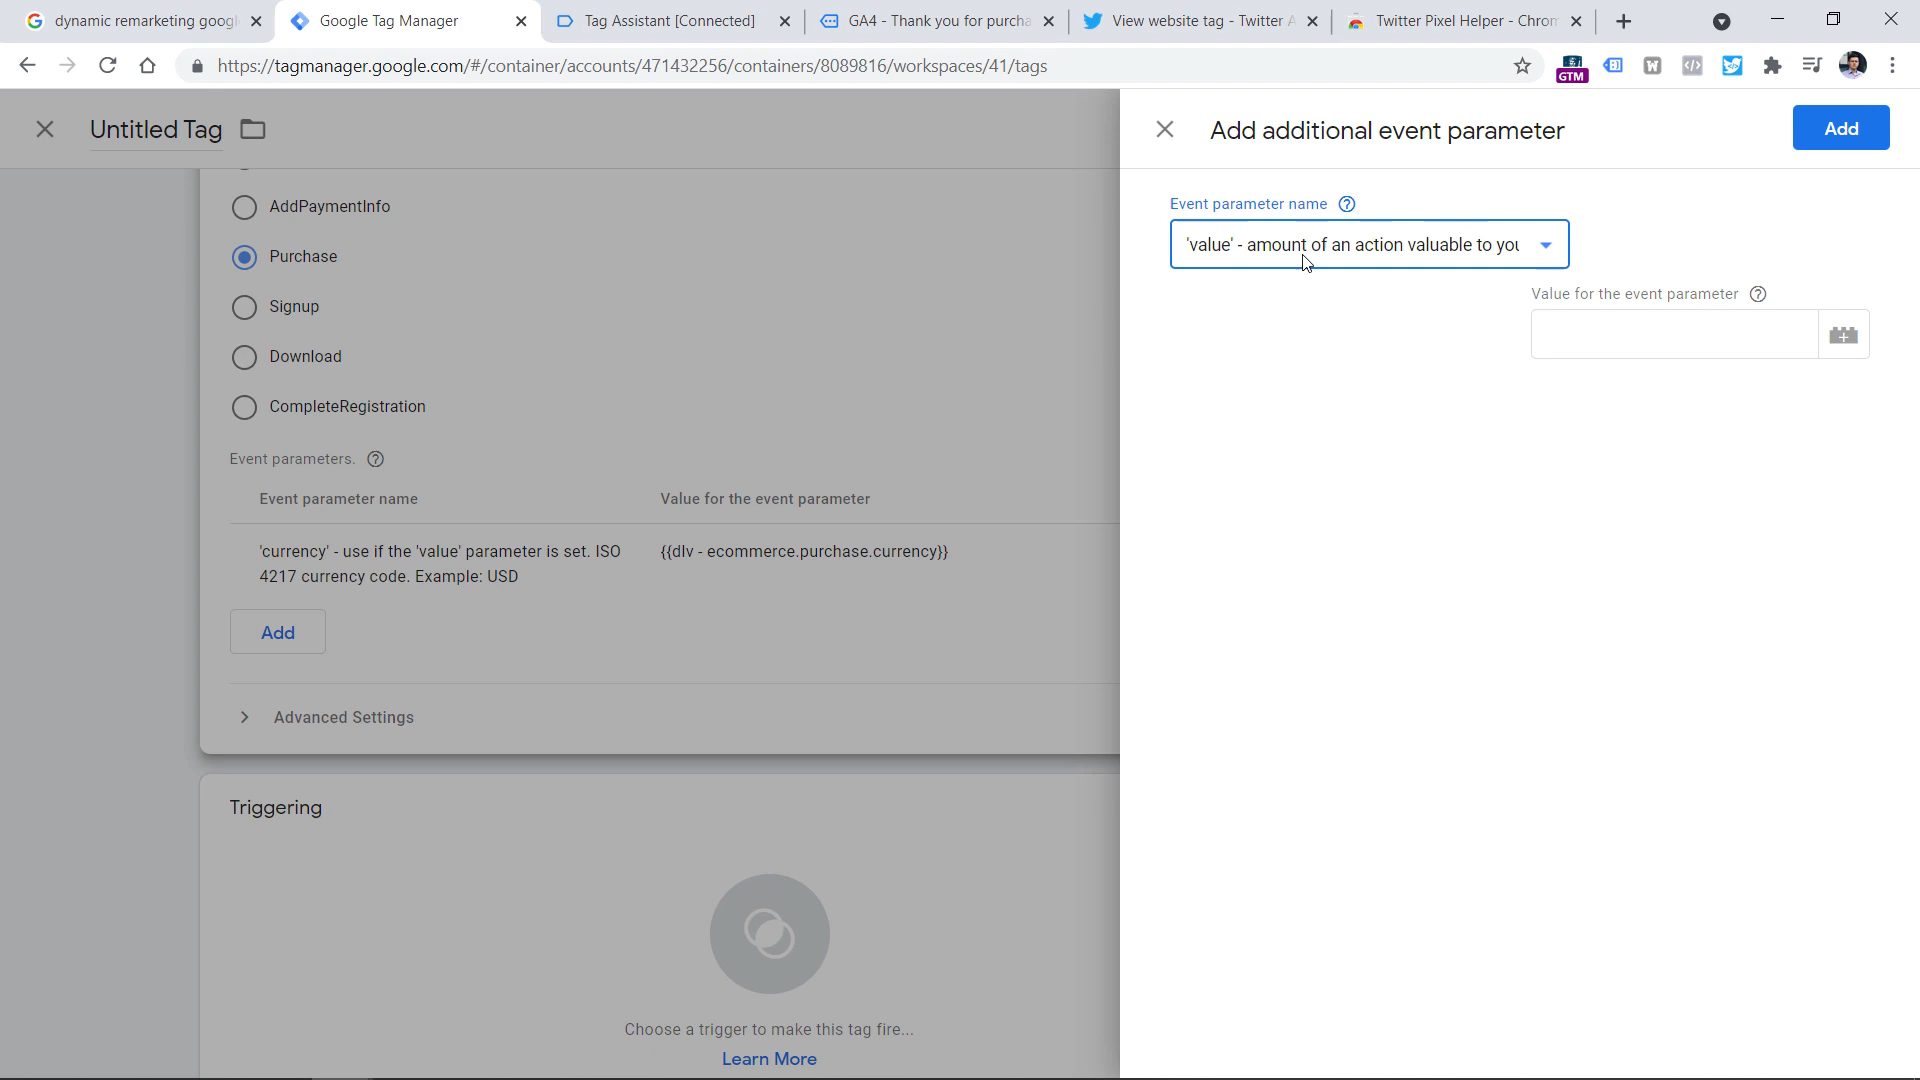 dynamic remarketing googl
Google Tag Manager
Tag Assistant [Connected]
GA4 - Thank you for purcha
View website tag - Twitter A
Twitter Pixel Helper - Chrom
https://tagmanager.google.com/#/container/accounts/471432256/containers/8089816/workspaces/41/tags
GTM
Untitled Tag
AddPaymentInfo
Purchase
Signup
Download
CompleteRegistration
Event parameters.
Event parameter name
Value for the event parameter
'currency' - use if the 'value' parameter is set. ISO
4217 currency code. Example: USD
{{dlv - ecommerce.purchase.currency}}
Add
Advanced Settings
Triggering
Choose a trigger to make this tag fire...
Learn More
Add additional event parameter
Add
Event parameter name
'value' - amount of an action valuable to you
Value for the event parameter